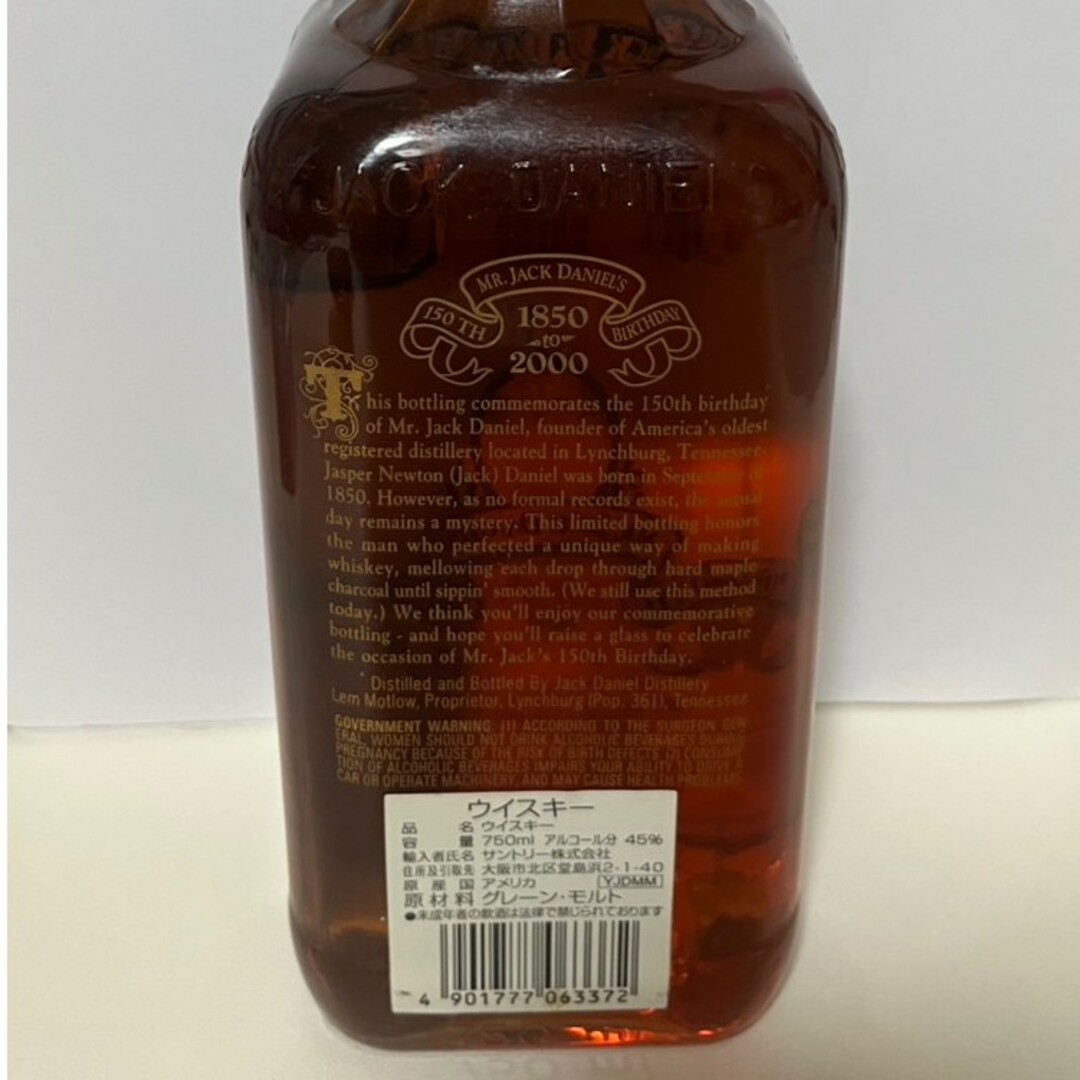 JACK DANIEL'S
MR. JACK DANIEL'S
150 TH 1850 BIRTHDAY
to
2000
This bottling commemorates the 150th birthday
of Mr. Jack Daniel, founder of America's oldest
registered distillery located in Lynchburg, Tennessee.
Jasper Newton (Jack) Daniel was born in September of
1850. However, as no formal records exist, the actual
day remains a mystery. This limited bottling honors
the man who perfected a unique way of making
whiskey, mellowing each drop through hard maple
charcoal until sippin' smooth. (We still use this method
today.) We think you'll enjoy our commemorative
bottling - and hope you'll raise a glass to celebrate
the occasion of Mr. Jack's 150th Birthday.
Distilled and Bottled By Jack Daniel Distillery
Lem Motlow, Proprietor, Lynchburg (Pop. 361), Tennessee
GOVERNMENT WARNING: (1) ACCORDING TO THE SURGEON GEN-
ERAL, WOMEN SHOULD NOT DRINK ALCOHOLIC BEVERAGES DURING
PREGNANCY BECAUSE OF THE RISK OF BIRTH DEFECTS. (2) CONSUMP-
TION OF ALCOHOLIC BEVERAGES IMPAIRS YOUR ABILITY TO DRIVE A
CAR OR OPERATE MACHINERY, AND MAY CAUSE HEALTH PROBLEMS.
ウイスキー
品名 ウイスキー
容量 750ml アルコール分 45%
輸入者氏名 サントリー株式会社
住所及引取先 大阪市北区堂島浜2-1-40
原産国 アメリカ YJDMM
原材料 グレーン・モルト
●未成年者の飲酒は法律で禁じられております
4 901777 063372